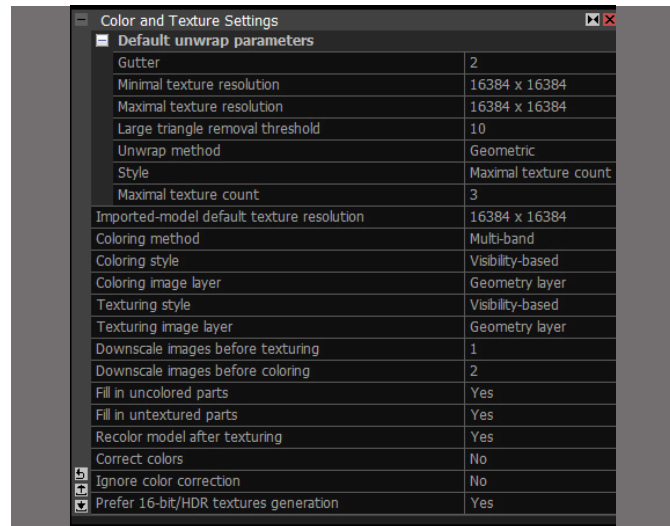 Color and Texture Settings
Default unwrap parameters
Gutter 2
Minimal texture resolution 16384 x 16384
Maximal texture resolution 16384 x 16384
Large triangle removal threshold 10
Unwrap method Geometric
Style Maximal texture count
Maximal texture count 3
Imported-model default texture resolution 16384 x 16384
Coloring method Multi-band
Coloring style Visibility-based
Coloring image layer Geometry layer
Texturing style Visibility-based
Texturing image layer Geometry layer
Downscale images before texturing 1
Downscale images before coloring 2
Fill in uncolored parts Yes
Fill in untextured parts Yes
Recolor model after texturing Yes
Correct colors No
Ignore color correction No
Prefer 16-bit/HDR textures generation Yes